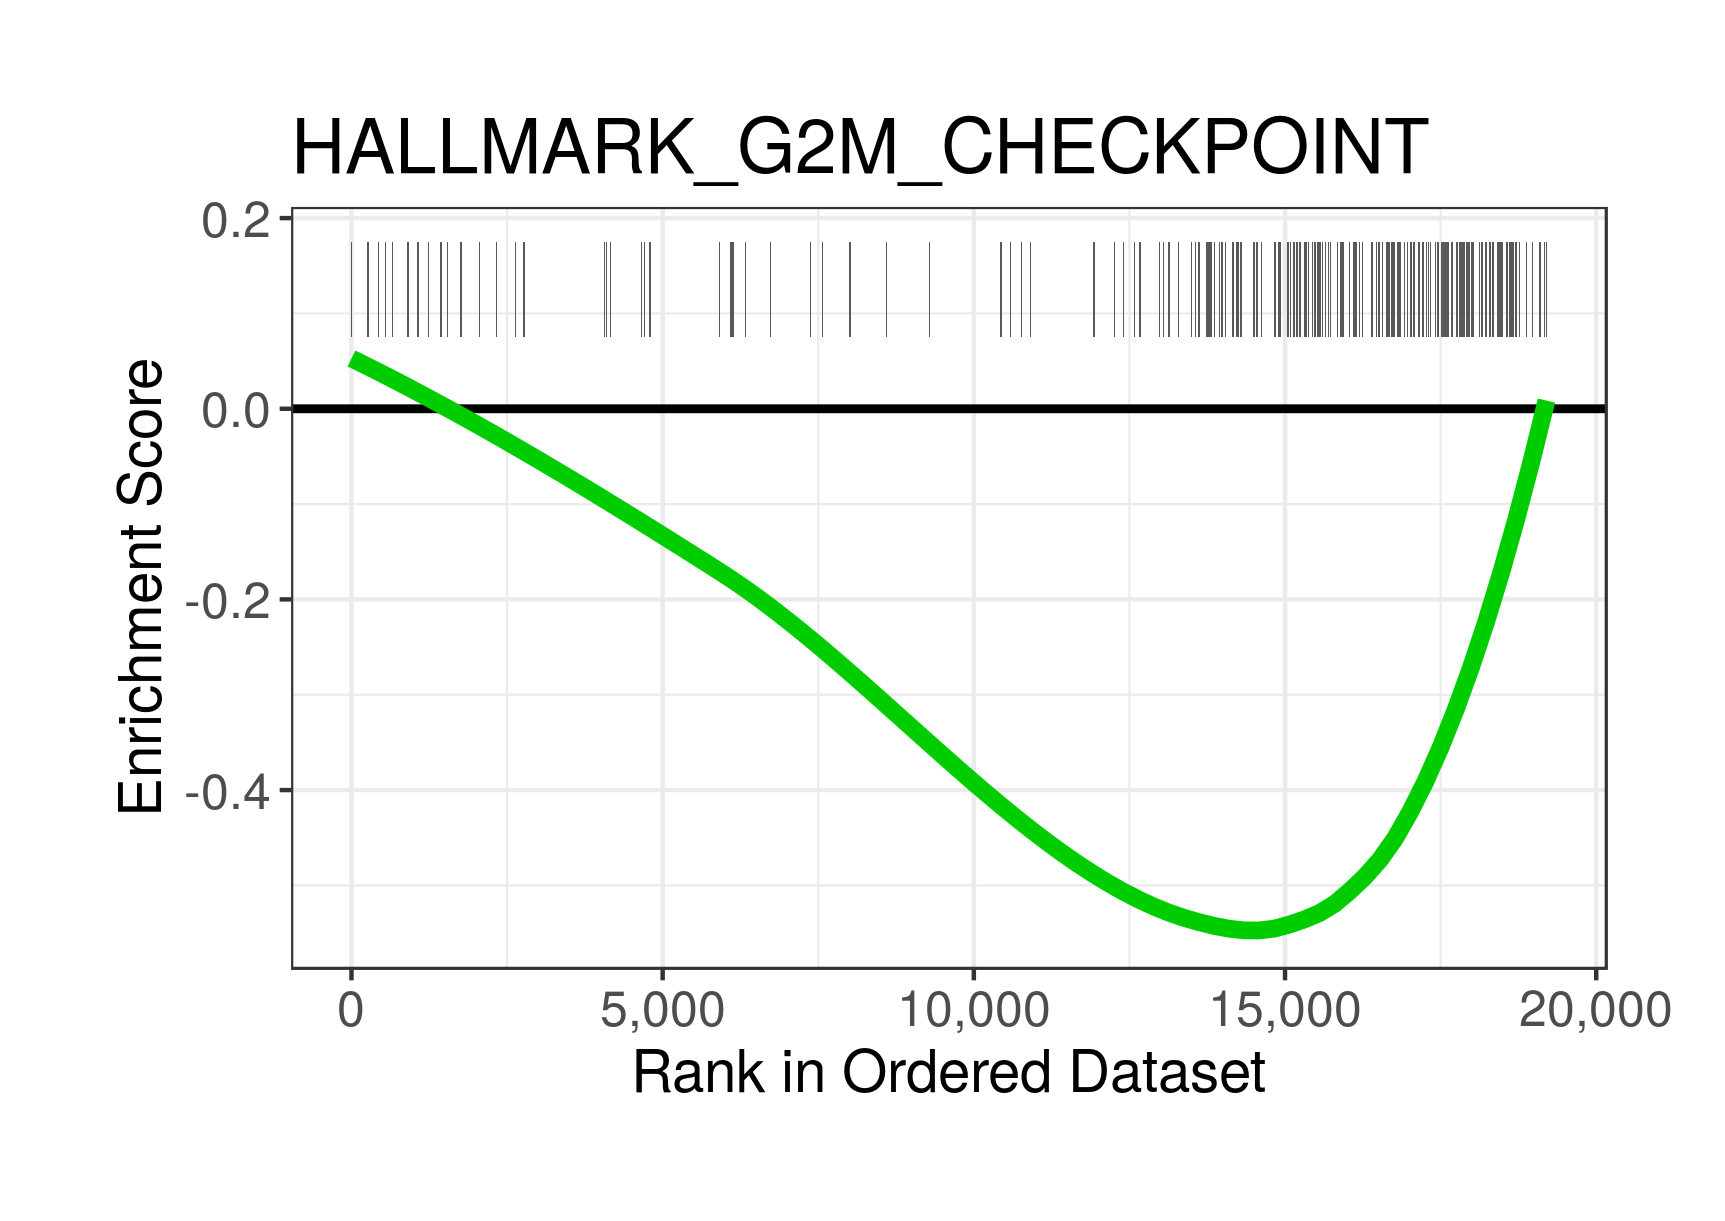 HALLMARK_G2M_CHECKPOINT
0.2
0.0
-0.2
-0.4
Enrichment Score
0 5,000 10,000 15,000 20,000
Rank in Ordered Dataset